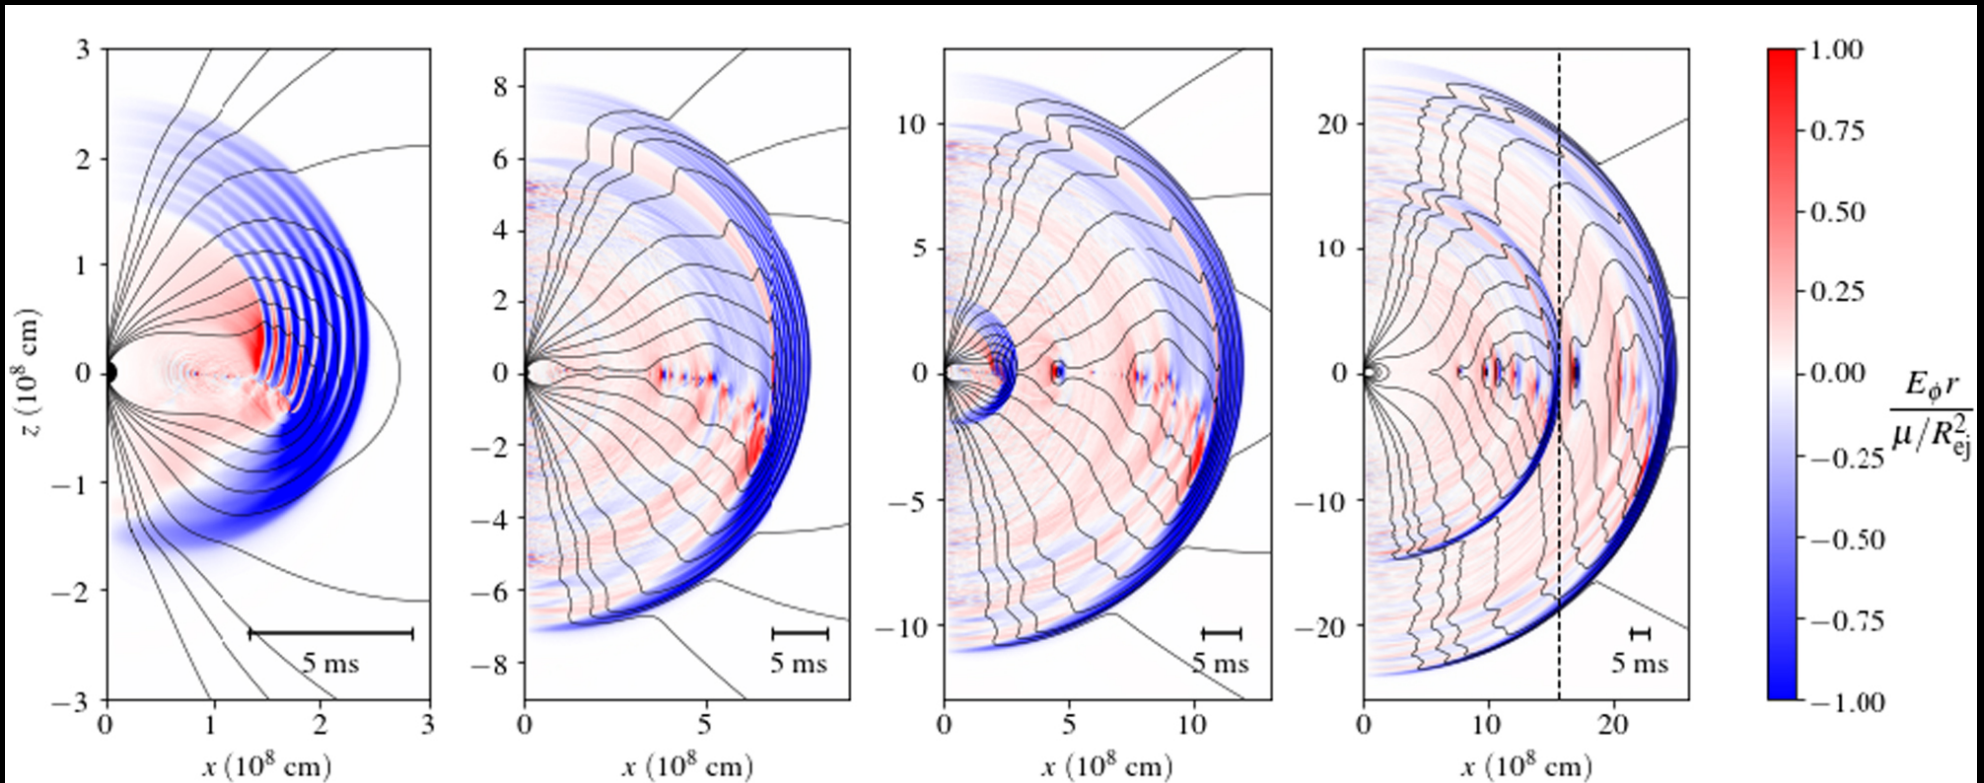 3
2
1
0
−1
−2
−3
z (10⁸ cm)
0 1 2 3
x (10⁸ cm)
5 ms
8
6
4
2
0
−2
−4
−6
−8
0 5
x (10⁸ cm)
5 ms
10
5
0
−5
−10
0 5 10
x (10⁸ cm)
5 ms
20
10
0
−10
−20
0 10 20
x (10⁸ cm)
5 ms
1.00
0.75
0.50
0.25
0.00
−0.25
−0.50
−0.75
−1.00
E_ϕ r
μ/R²_ej